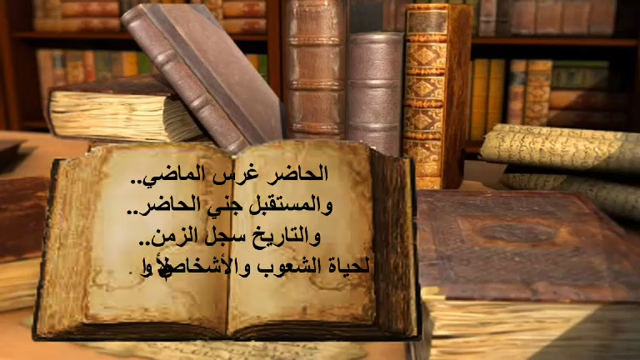 الحاضر غرس الماضي..
والمستقبل جني الحاضر..
والتاريخ سجل الزمن..
لحياة الشعوب والأشخاص